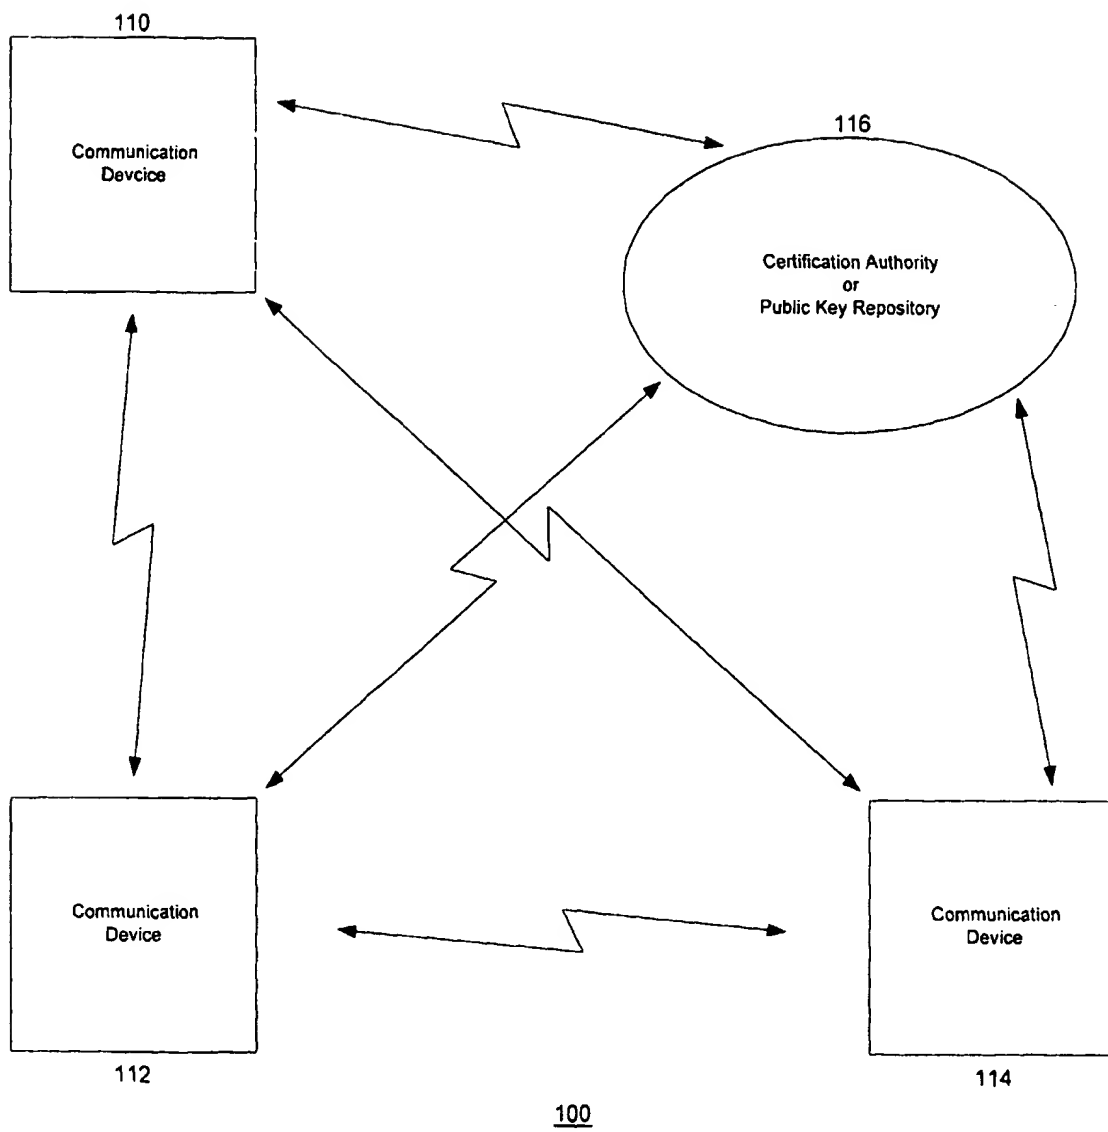 110
Communication
Devcice
116
Certification Authority
or
Public Key Repository
Communication
Device
Communication
Device
112
114
100